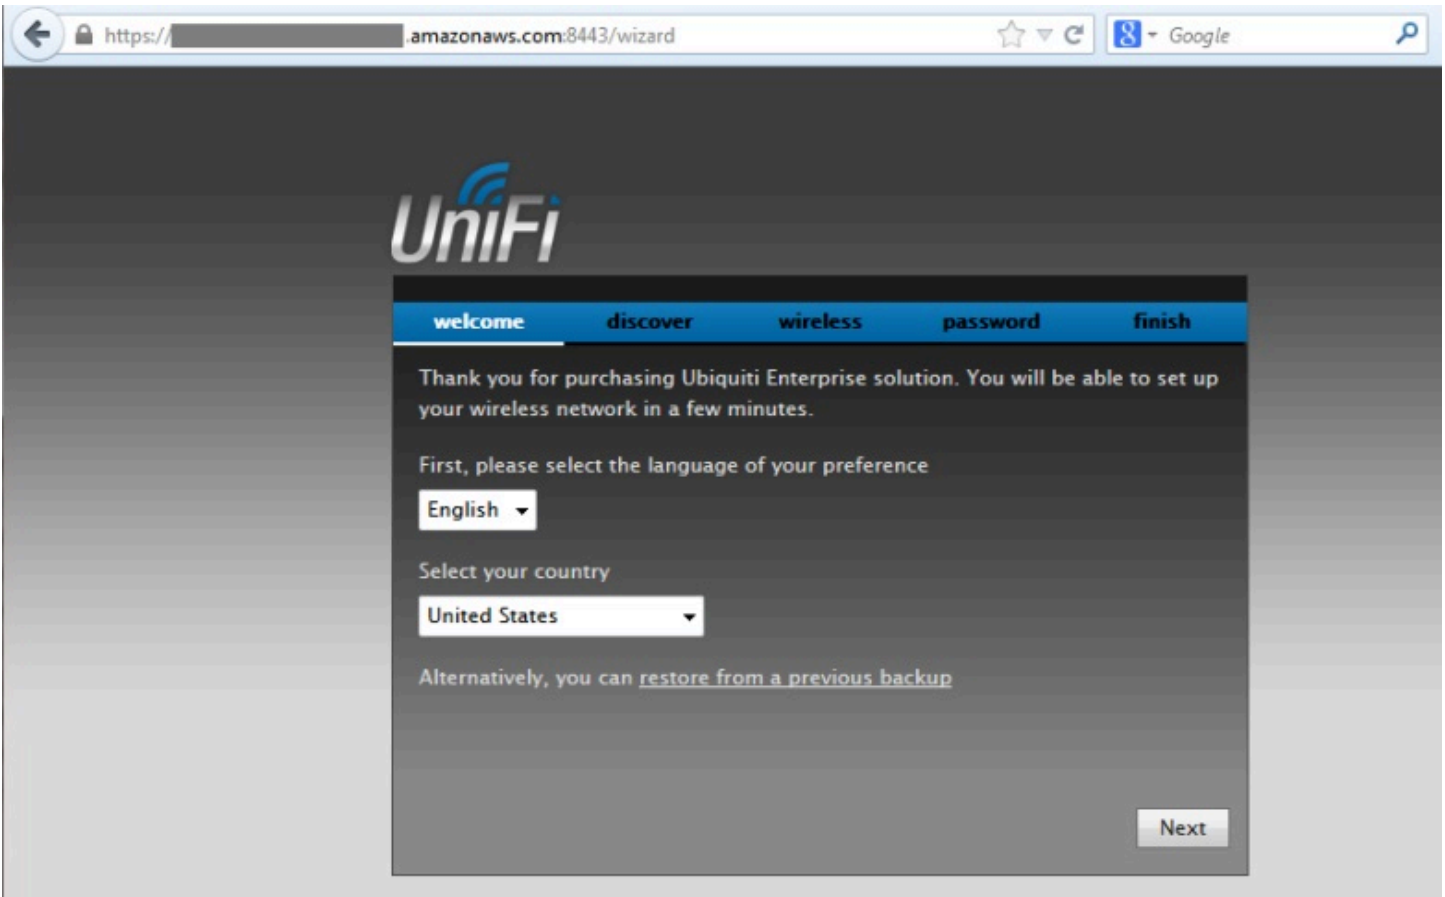 https:// .amazonaws.com:8443/wizard
8 Google
UniFi
welcome discover wireless password finish
Thank you for purchasing Ubiquiti Enterprise solution. You will be able to set up
your wireless network in a few minutes.
First, please select the language of your preference
English
Select your country
United States
Alternatively, you can restore from a previous backup
Next